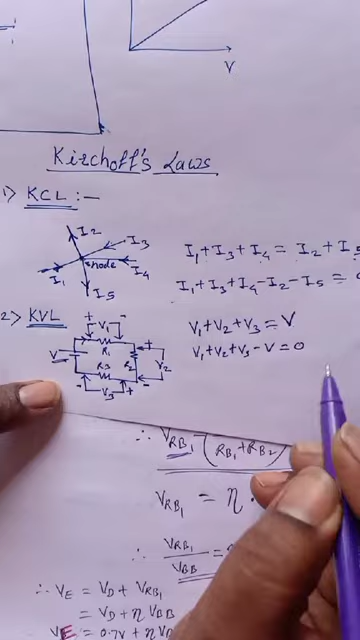 V
Kirchoff's Laws
1) KCL :-
I2
I3
node
I4
I1
I5
I1 + I3 + I4 = I2 + I5
I1 + I3 + I4 - I2 - I5 = 0
2) KVL
+ V1 -
R1
V
R2
V2
R3
- V3 +
V1 + V2 + V3 = V
V1 + V2 + V3 - V = 0
∴ VRB1
(RB1 + RB2)
VRB1 = η .
∴ VRB1 / VBB =
∴ VE = VD + VRB1
= VD + η VBB
VE = 0.7V + η VB